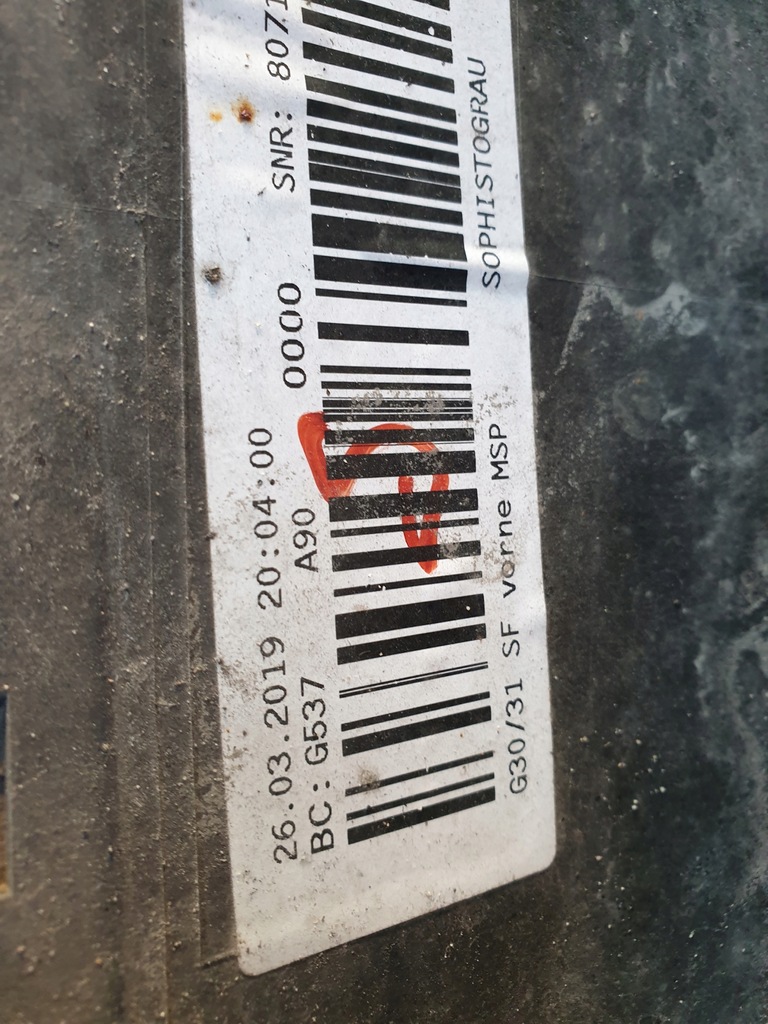 26.03.2019 20:04:00
BC: G537 A90 0000 SNR: 8071
G30/31 SF vorne MSP SOPHISTOGRAU